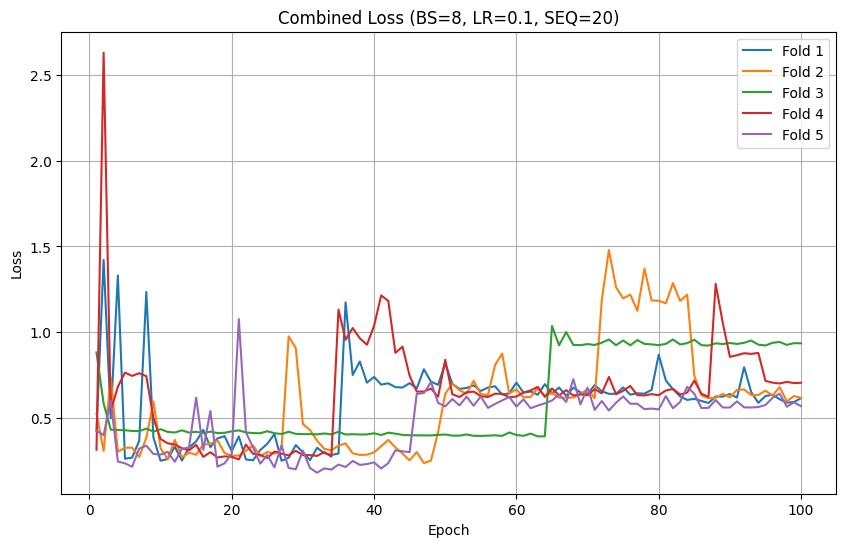 Combined Loss (BS=8, LR=0.1, SEQ=20)
Fold 1
Fold 2
Fold 3
Fold 4
Fold 5
2.5
2.0
1.5
1.0
0.5
Loss
0 20 40 60 80 100
Epoch